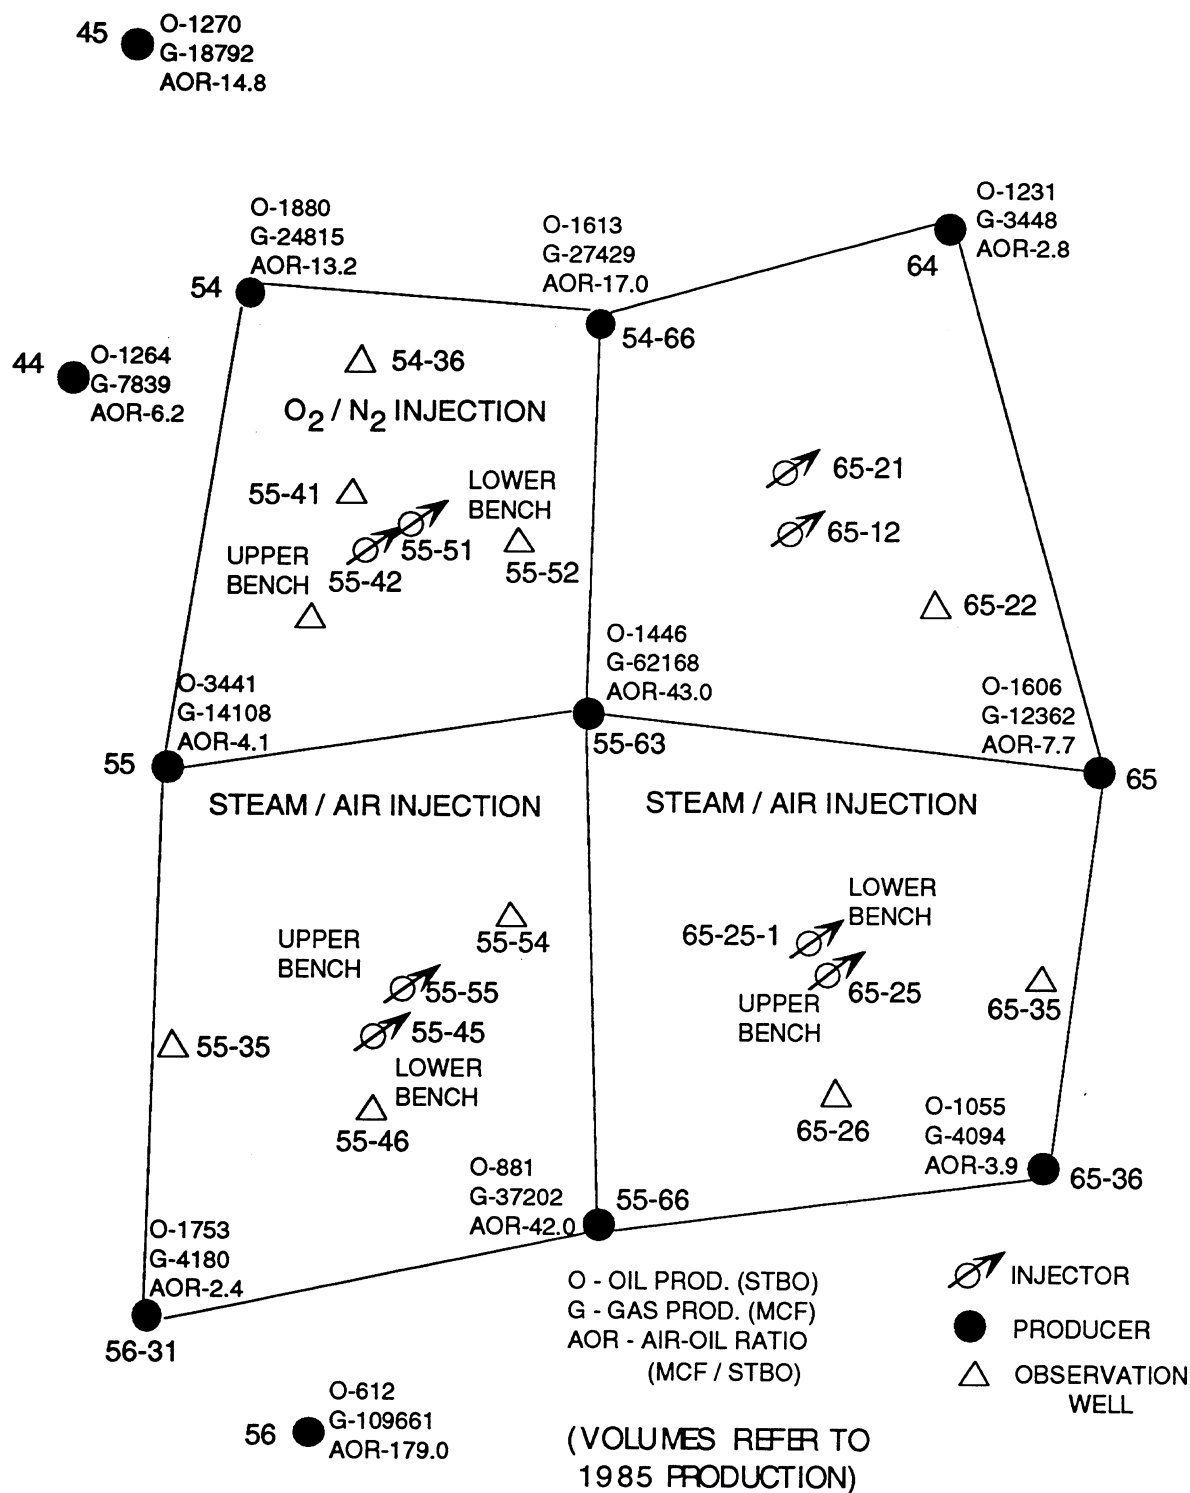 45
O-1270
G-18792
AOR-14.8
O-1880
G-24815
AOR-13.2
54
O-1613
G-27429
AOR-17.0
54-66
O-1231
G-3448
AOR-2.8
64
44
O-1264
G-7839
AOR-6.2
54-36
O2 / N2 INJECTION
55-41
LOWER
BENCH
55-51
UPPER
BENCH
55-42
55-52
65-21
65-12
65-22
O-3441
G-14108
AOR-4.1
55
O-1446
G-62168
AOR-43.0
55-63
O-1606
G-12362
AOR-7.7
65
STEAM / AIR INJECTION
STEAM / AIR INJECTION
UPPER
BENCH
55-54
55-55
55-45
LOWER
BENCH
55-35
55-46
LOWER
BENCH
65-25-1
65-25
UPPER
BENCH
65-35
65-26
O-1055
G-4094
AOR-3.9
65-36
O-881
G-37202
AOR-42.0
55-66
O-1753
G-4180
AOR-2.4
56-31
O-612
G-109661
AOR-179.0
56
O - OIL PROD. (STBO)
G - GAS PROD. (MCF)
AOR - AIR-OIL RATIO
(MCF / STBO)
INJECTOR
PRODUCER
OBSERVATION
WELL
(VOLUMES REFER TO
1985 PRODUCTION)